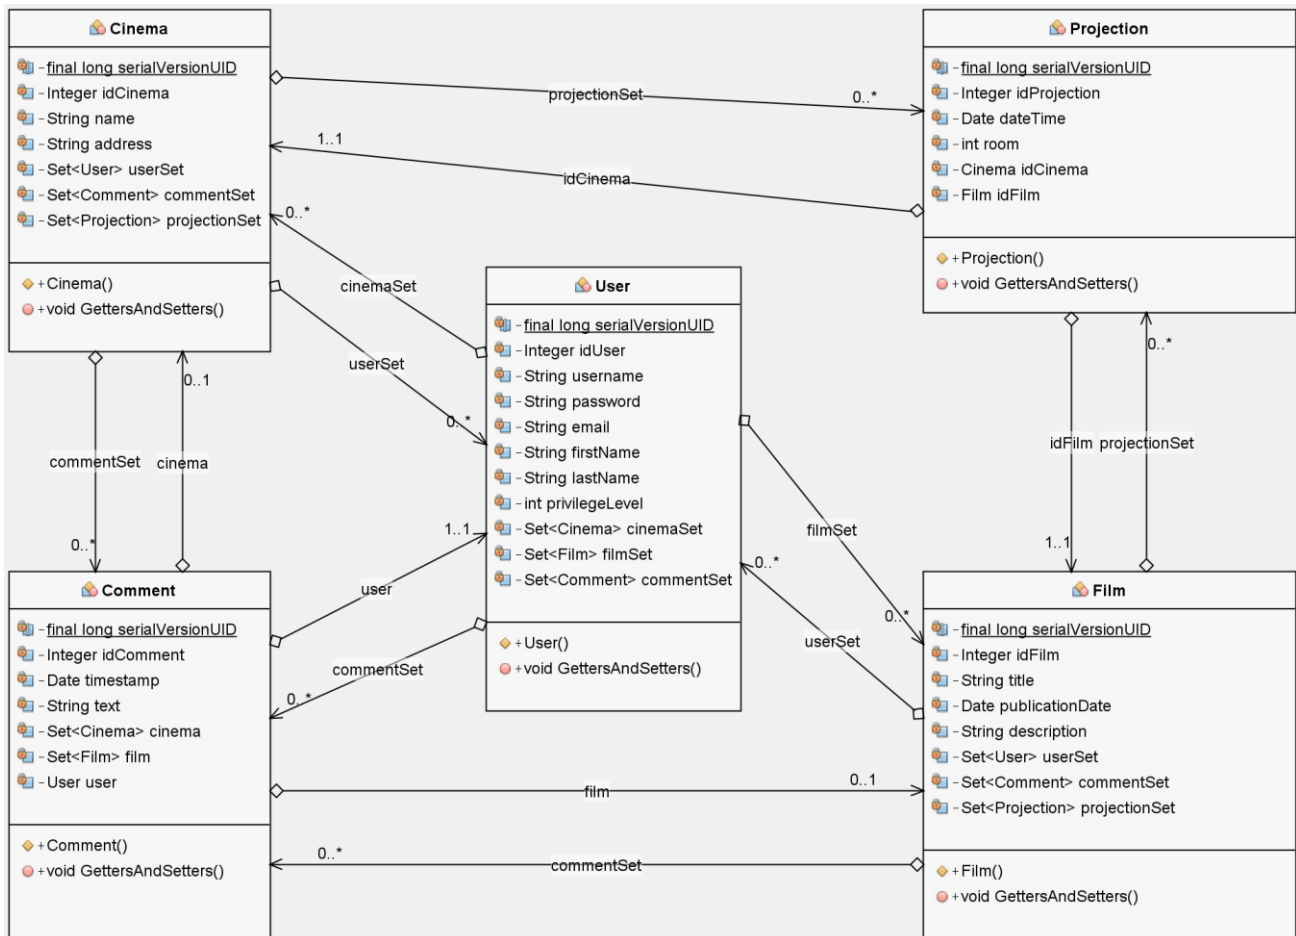 Cinema
-final long serialVersionUID
-Integer idCinema
-String name
-String address
-Set<User> userSet
-Set<Comment> commentSet
-Set<Projection> projectionSet
+Cinema()
+void GettersAndSetters()
Projection
-final long serialVersionUID
-Integer idProjection
-Date dateTime
-int room
-Cinema idCinema
-Film idFilm
+Projection()
+void GettersAndSetters()
projectionSet
0..*
1..1
idCinema
0..*
cinemaSet
userSet
0..*
User
-final long serialVersionUID
-Integer idUser
-String username
-String password
-String email
-String firstName
-String lastName
-int privilegeLevel
-Set<Cinema> cinemaSet
-Set<Film> filmSet
-Set<Comment> commentSet
+User()
+void GettersAndSetters()
0..1
commentSet
cinema
0..*
1..1
user
commentSet
0..*
0..*
idFilm
projectionSet
1..1
filmSet
0..*
0..*
userSet
Comment
-final long serialVersionUID
-Integer idComment
-Date timestamp
-String text
-Set<Cinema> cinema
-Set<Film> film
-User user
+Comment()
+void GettersAndSetters()
film
0..1
0..*
commentSet
Film
-final long serialVersionUID
-Integer idFilm
-String title
-Date publicationDate
-String description
-Set<User> userSet
-Set<Comment> commentSet
-Set<Projection> projectionSet
+Film()
+void GettersAndSetters()